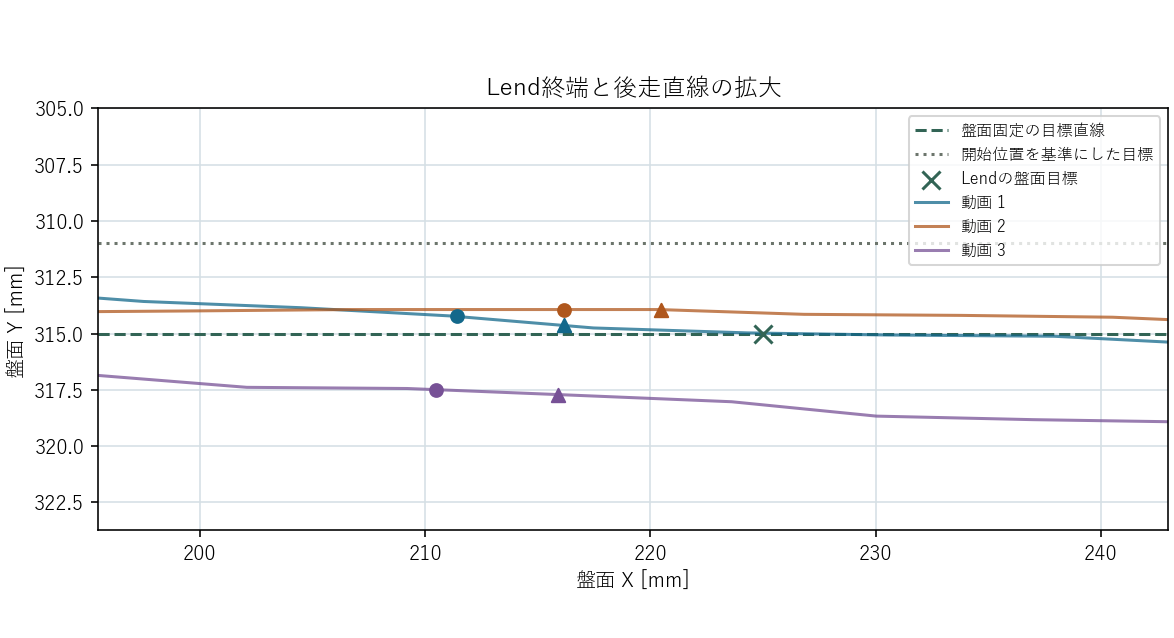 Lend終端と後走直線の拡大
305.0
307.5
310.0
312.5
315.0
317.5
320.0
322.5
盤面 Y [mm]
盤面固定の目標直線
開始位置を基準にした目標
Lendの盤面目標
動画 1
動画 2
動画 3
200
210
220
230
240
盤面 X [mm]